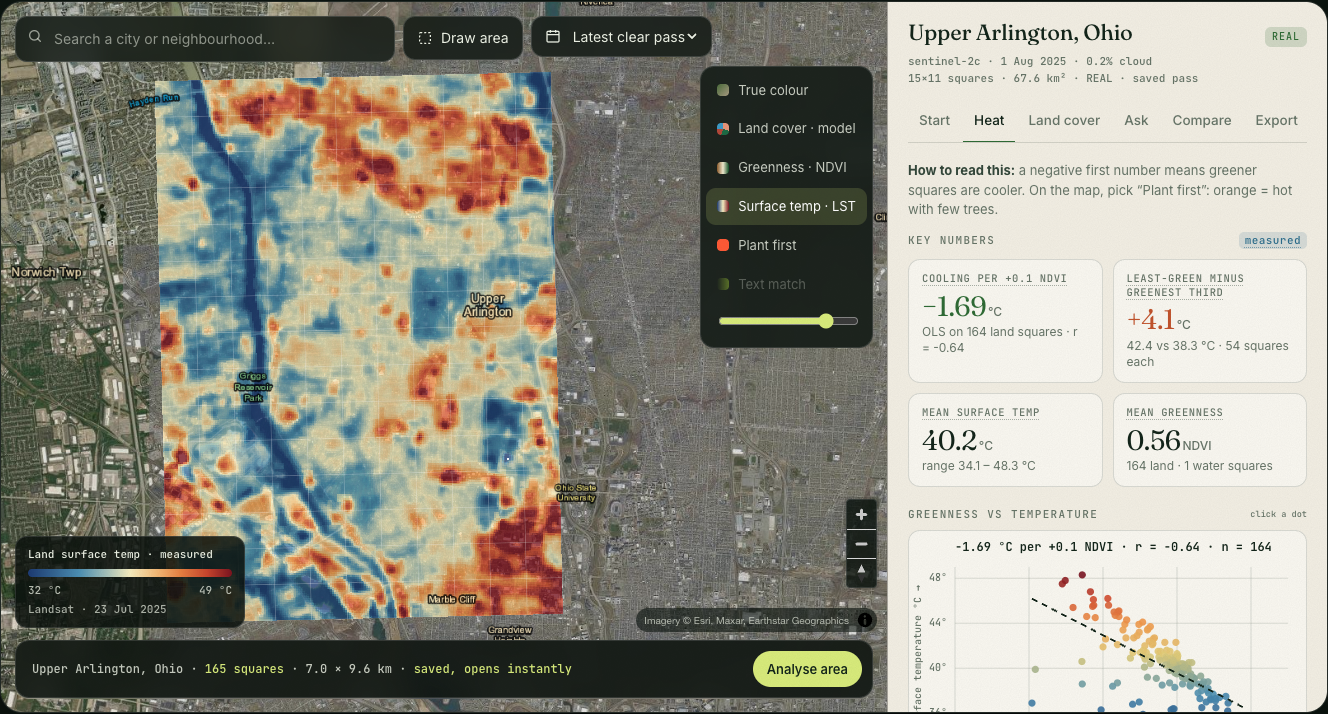 Search a city or neighbourhood...
Draw area
Latest clear pass
Hayden Run
True colour
Land cover · model
Greenness · NDVI
Surface temp · LST
Plant first
Text match
Norwich Twp
Upper
Arlington
Griggs
Reservoir
Park
Ohio State
University
Marble Cliff
Grandview
Land surface temp · measured
32 °C
49 °C
Landsat · 23 Jul 2025
Imagery © Esri, Maxar, Earthstar Geographics
Upper Arlington, Ohio · 165 squares · 7.0 × 9.6 km · saved, opens instantly
Analyse area
Upper Arlington, Ohio
REAL
sentinel-2c · 1 Aug 2025 · 0.2% cloud
15×11 squares · 67.6 km² · REAL · saved pass
Start
Heat
Land cover
Ask
Compare
Export
How to read this: a negative first number means greener
squares are cooler. On the map, pick “Plant first”: orange = hot
with few trees.
KEY NUMBERS
measured
COOLING PER +0.1 NDVI
−1.69 °C
OLS on 164 land squares · r
= -0.64
LEAST-GREEN MINUS
GREENEST THIRD
+4.1 °C
42.4 vs 38.3 °C · 54 squares
each
MEAN SURFACE TEMP
40.2 °C
range 34.1 – 48.3 °C
MEAN GREENNESS
0.56 NDVI
164 land · 1 water squares
GREENNESS VS TEMPERATURE
click a dot
-1.69 °C per +0.1 NDVI · r = -0.64 · n = 164
48°
44°
40°
36°
face temperature °C →